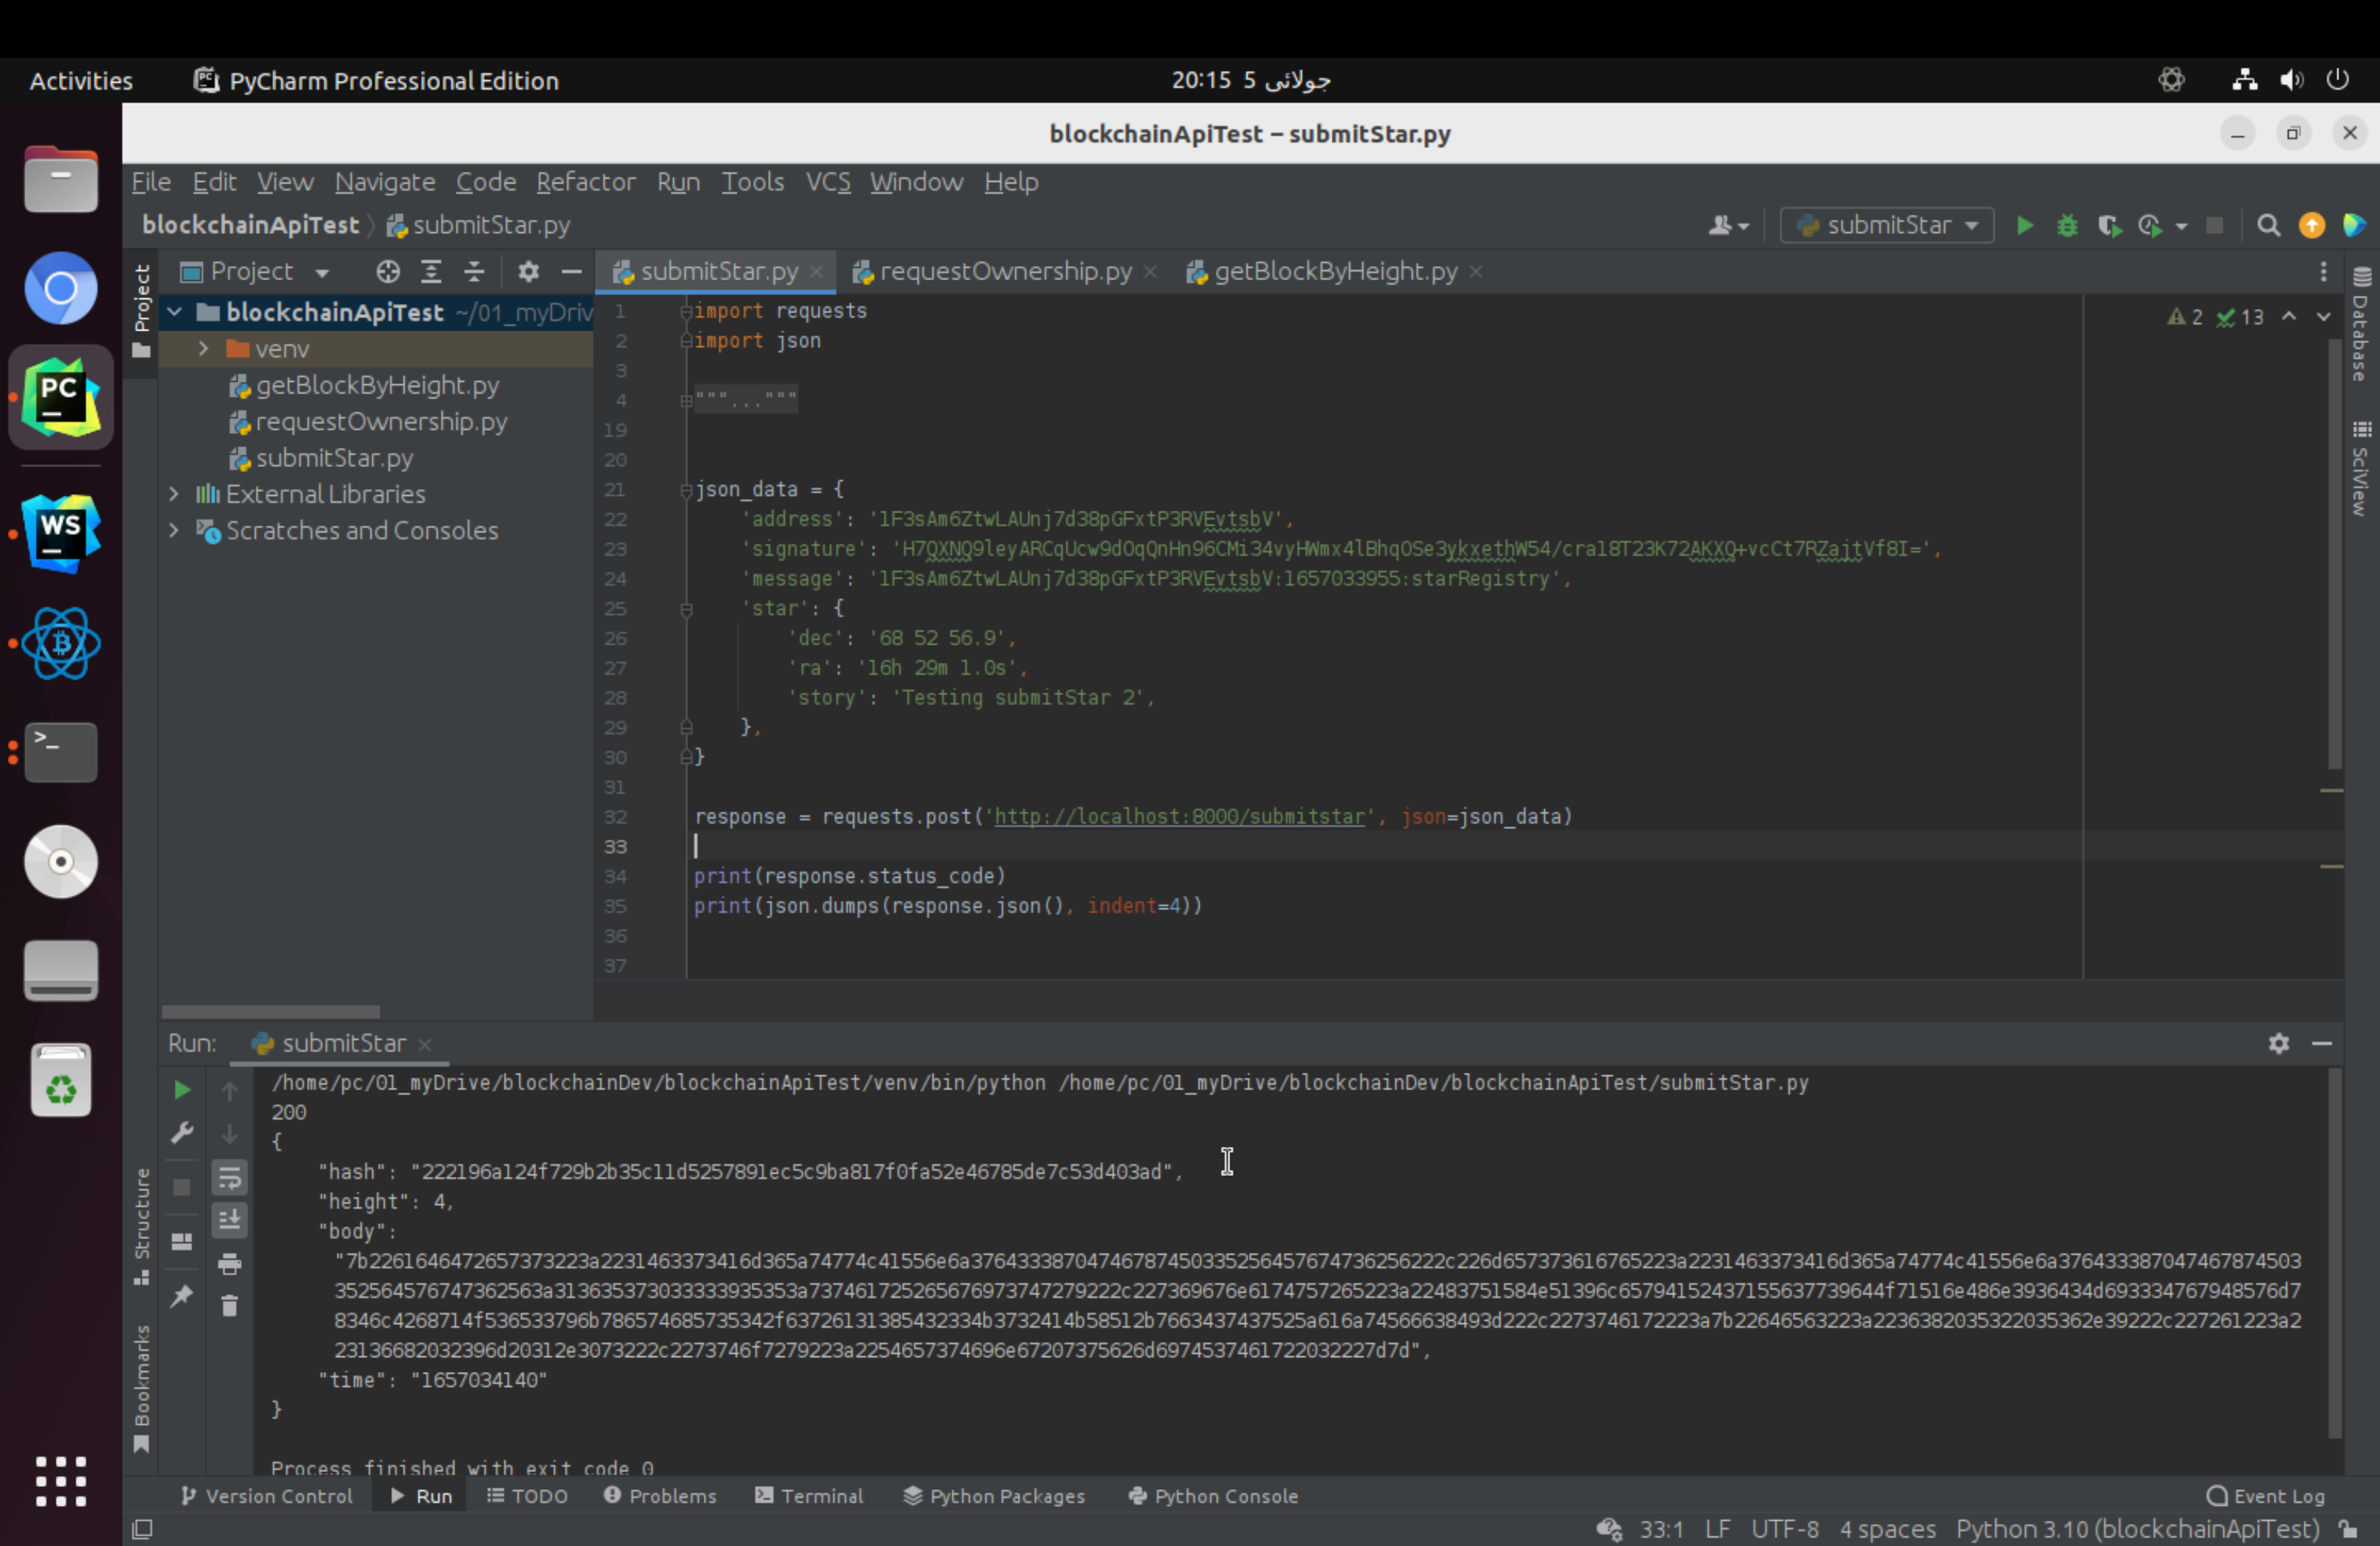 Activities
PyCharm Professional Edition
20:15 5 جولائی
blockchainApiTest – submitStar.py
File Edit View Navigate Code Refactor Run Tools VCS Window Help
blockchainApiTest submitStar.py
submitStar
Project
submitStar.py
requestOwnership.py
getBlockByHeight.py
Project
blockchainApiTest ~/01_myDriv
venv
getBlockByHeight.py
requestOwnership.py
submitStar.py
External Libraries
Scratches and Consoles
PC
WS
2 13
Database
SciView
1 import requests
2 import json
3
4 """..."""
19
20
21 json_data = {
22 'address': '1F3sAm6ZtwLAUnj7d38pGFxtP3RVEvtsbV',
23 'signature': 'H7QXNQ9leyARCqUcw9dOqQnHn96CMi34vyHWmx4lBhqOSe3ykxethW54/cra18T23K72AKXQ+vcCt7RZajtVf8I=',
24 'message': '1F3sAm6ZtwLAUnj7d38pGFxtP3RVEvtsbV:1657033955:starRegistry',
25 'star': {
26 'dec': '68 52 56.9',
27 'ra': '16h 29m 1.0s',
28 'story': 'Testing submitStar 2',
29 },
30 }
31
32 response = requests.post('http://localhost:8000/submitstar', json=json_data)
33
34 print(response.status_code)
35 print(json.dumps(response.json(), indent=4))
36
37
Run: submitStar
/home/pc/01_myDrive/blockchainDev/blockchainApiTest/venv/bin/python /home/pc/01_myDrive/blockchainDev/blockchainApiTest/submitStar.py
200
{
"hash": "222196a124f729b2b35c11d5257891ec5c9ba817f0fa52e46785de7c53d403ad",
"height": 4,
"body":
"7b2261646472657373223a2231463373416d365a74774c41556e6a37643338704746787450335256457674736256222c226d657373616765223a2231463373416d365a74774c41556e6a376433387047467874503
352564576747362563a313635373033333935353a737461725265676973747279222c227369676e6174757265223a22483751584e51396c65794152437155637739644f71516e486e3936434d693334767948576d7
8346c4268714f536533796b786574685735342f63726131385432334b3732414b58512b7663437437525a616a74566638493d222c2273746172223a7b22646563223a2236382035322035362e39222c227261223a2
23136682032396d20312e3073222c2273746f7279223a2254657374696e67207375626d6974537461722032227d7d",
"time": "1657034140"
}
Process finished with exit code 0
Structure
Bookmarks
Version Control Run TODO Problems Terminal Python Packages Python Console
Event Log
33:1 LF UTF-8 4 spaces Python 3.10 (blockchainApiTest)